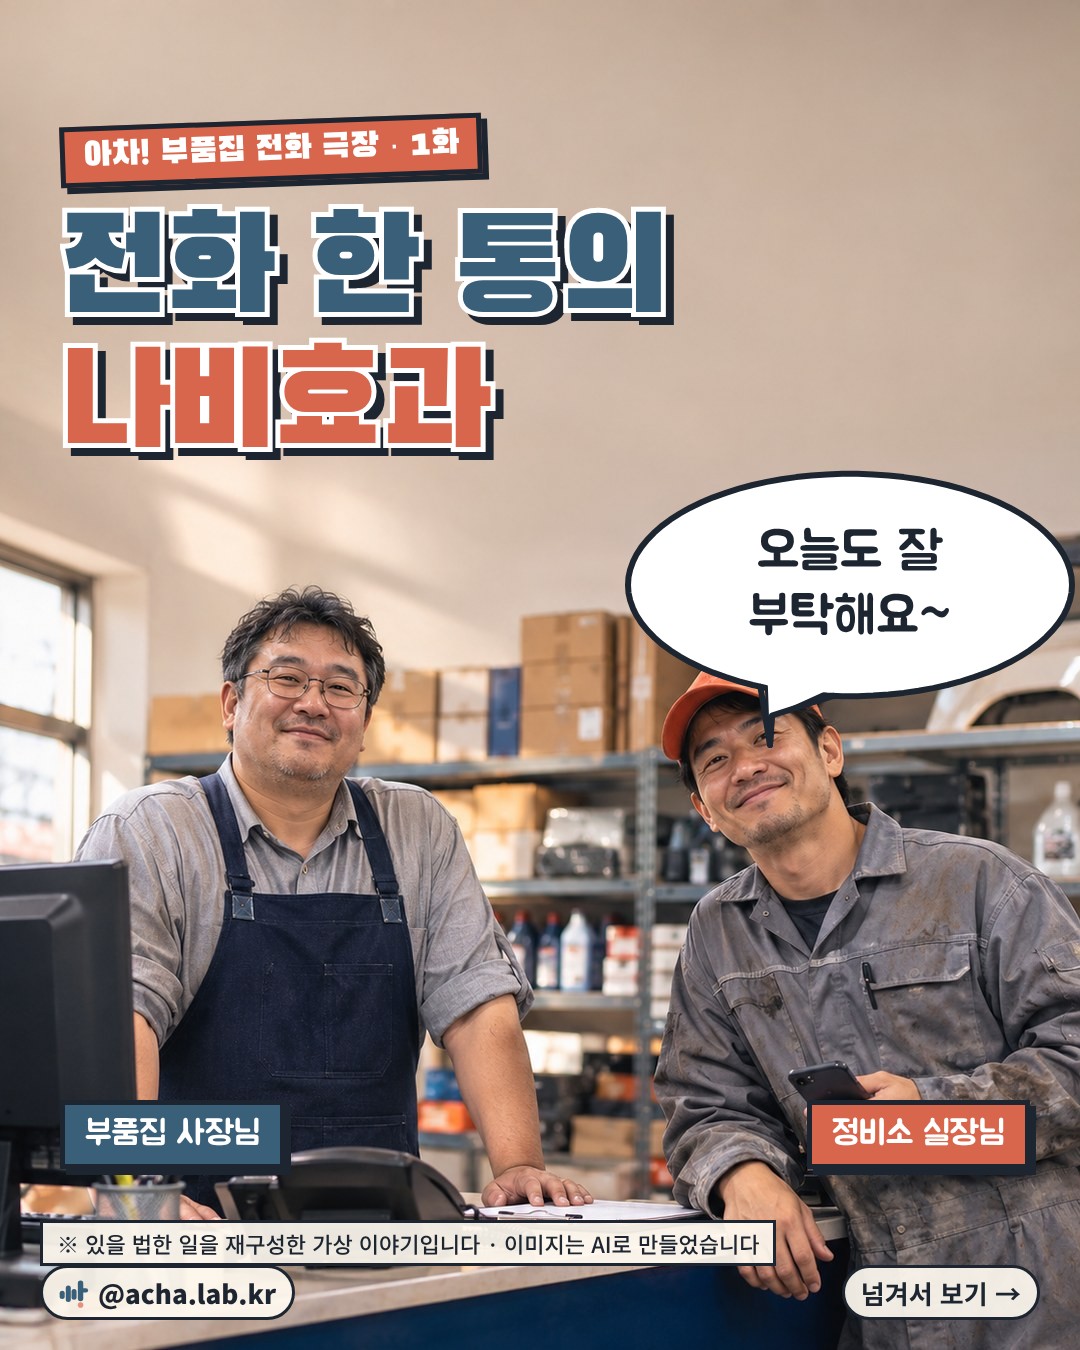 아차! 부품집 전화 극장 · 1화
전화 한 통의
나비효과
오늘도 잘
부탁해요~
부품집 사장님
정비소 실장님
※ 있을 법한 일을 재구성한 가상 이야기입니다 · 이미지는 AI로 만들었습니다
@acha.lab.kr
넘겨서 보기 →